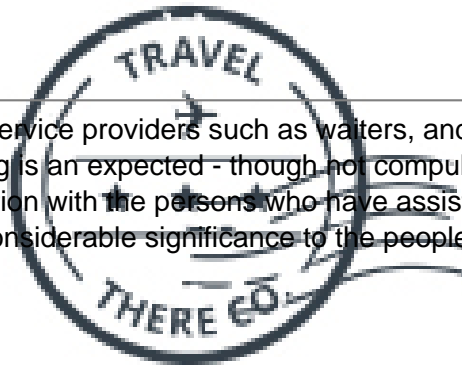 TRAVEL
ervice providers such as waiters, and
g is an expected - though not compul
ion with the persons who have assis
onsiderable significance to the people
THERE CO.